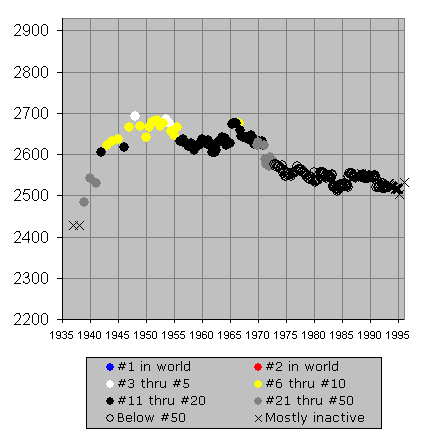 2900
2800
2700
2600
2500
2400
2300
2200
1935 1940 1945 1950 1955 1960 1965 1970 1975 1980 1985 1990 1995
#1 in world #2 in world
#3 thru #5 #6 thru #10
#11 thru #20 #21 thru #50
Below #50 Mostly inactive